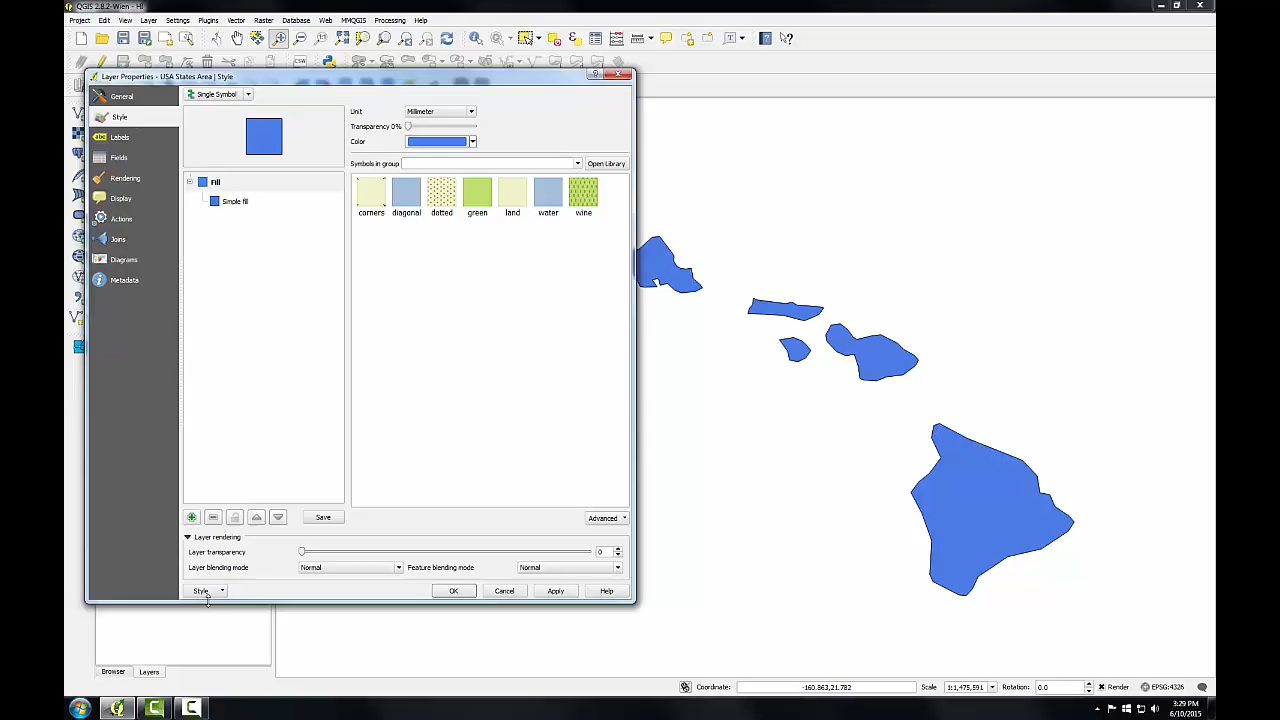 QGIS 2.8.2-Wien - HI
Project Edit View Layer Settings Plugins Vector Raster Database Web MMQGIS Processing Help
Layer Properties - USA States Area | Style
General
Style
Labels
Fields
Rendering
Display
Actions
Joins
Diagrams
Metadata
Single Symbol
Fill
Simple fill
Unit Millimeter
Transparency 0%
Color
Symbols in group Open Library
corners diagonal dotted green land water wine
Save
Advanced
Layer rendering
Layer transparency 0
Layer blending mode Normal Feature blending mode Normal
Style OK Cancel Apply Help
Browser Layers
Coordinate: -160.863,21.782 Scale 1:1,475,591 Rotation: 0.0 Render EPSG:4326
3:29 PM
6/10/2015